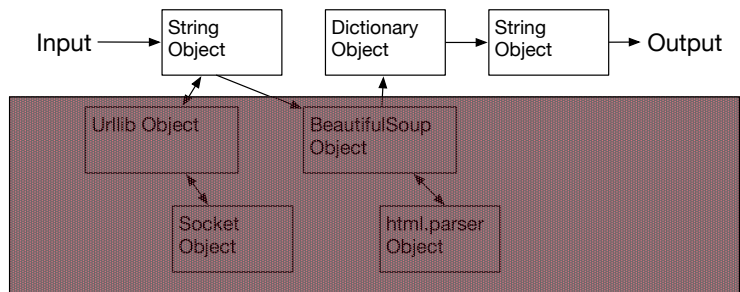 Input
String
Object
Dictionary
Object
String
Object
Output
Urllib Object
BeautifulSoup
Object
Socket
Object
html.parser
Object